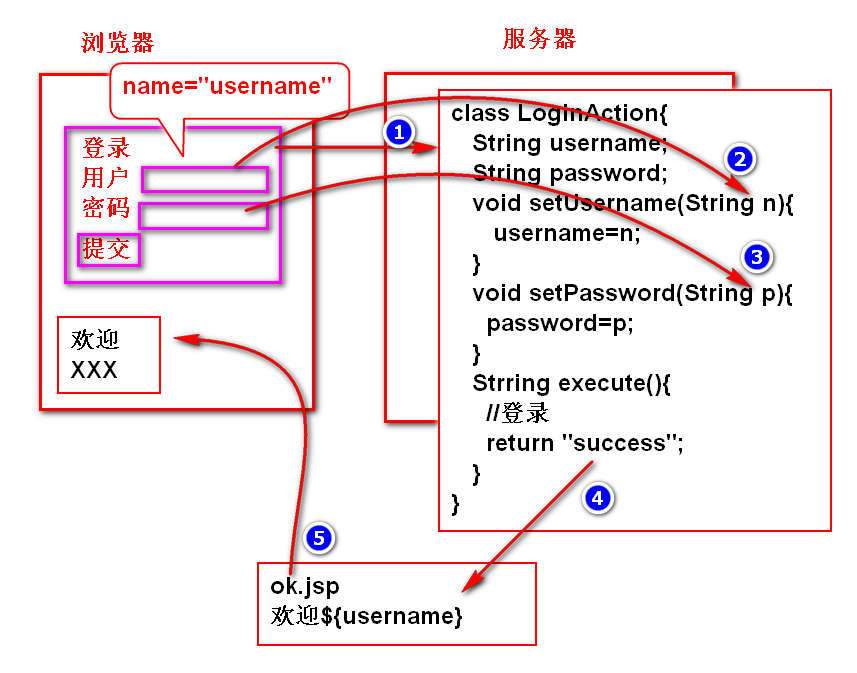 浏览器
服务器
name="username"
登录
用户
密码
提交
欢迎
XXX
1
class LoginAction{
String username;
String password;
void setUsername(String n){
username=n;
}
void setPassword(String p){
password=p;
}
Strring execute(){
//登录
return "success";
}
}
2
3
4
5
ok.jsp
欢迎${username}